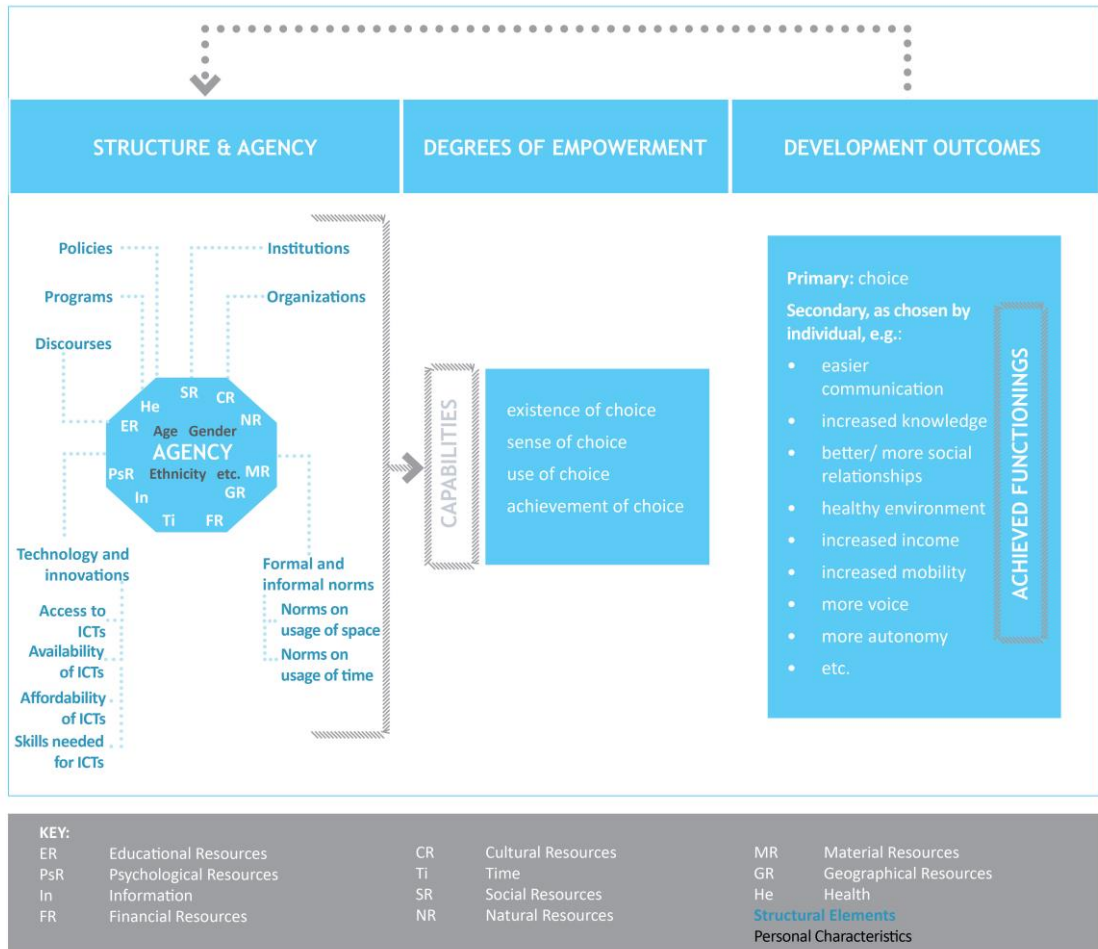 STRUCTURE & AGENCY
DEGREES OF EMPOWERMENT
DEVELOPMENT OUTCOMES
Policies
Programs
Discourses
Institutions
Organizations
SR
CR
He
NR
ER
Age Gender
AGENCY
Ethnicity etc.
PsR
MR
In
GR
Ti
FR
Technology and
innovations
Access to
ICTs
Availability
of ICTs
Affordability
of ICTs
Skills needed
for ICTs
Formal and
informal norms
Norms on
usage of space
Norms on
usage of time
CAPABILITIES
existence of choice
sense of choice
use of choice
achievement of choice
Primary: choice
Secondary, as chosen by
individual, e.g.:
• easier
communication
• increased knowledge
• better/ more social
relationships
• healthy environment
• increased income
• increased mobility
• more voice
• more autonomy
• etc.
ACHIEVED FUNCTIONINGS
KEY:
ER Educational Resources
PsR Psychological Resources
In Information
FR Financial Resources
CR Cultural Resources
Ti Time
SR Social Resources
NR Natural Resources
MR Material Resources
GR Geographical Resources
He Health
Structural Elements
Personal Characteristics